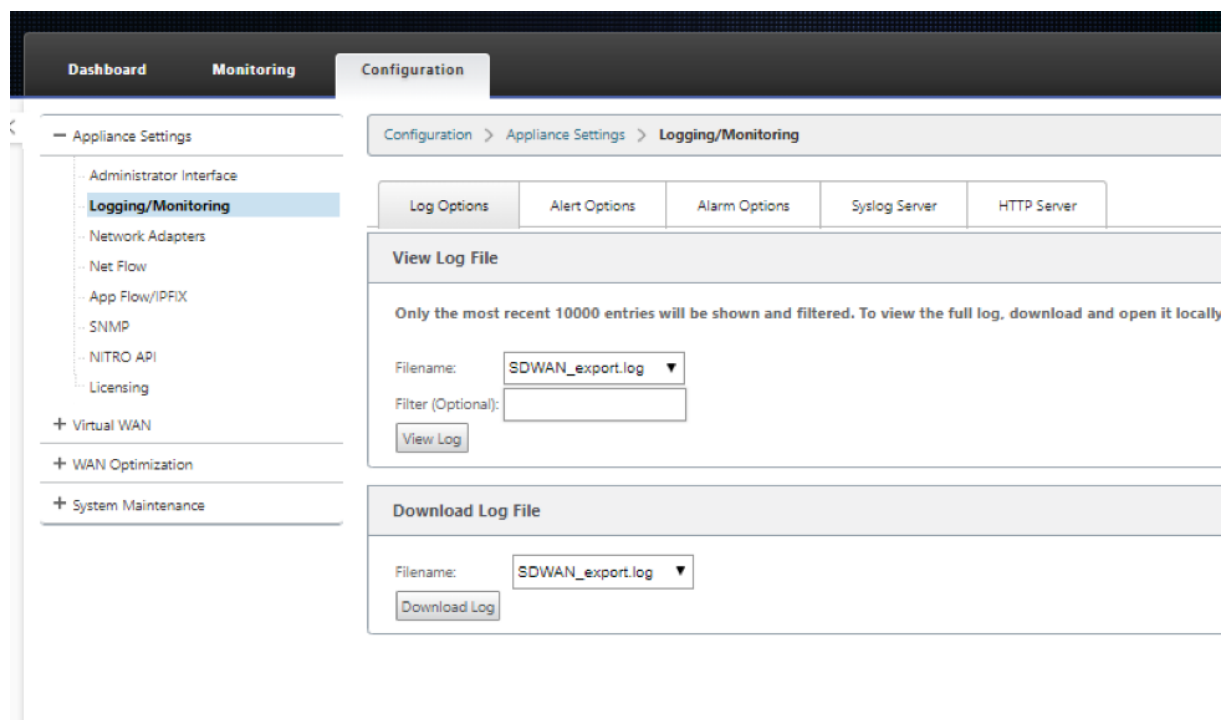 Dashboard Monitoring Configuration
Appliance Settings
Administrator Interface
Logging/Monitoring
Network Adapters
Net Flow
App Flow/IPFIX
SNMP
NITRO API
Licensing
Virtual WAN
WAN Optimization
System Maintenance
Configuration > Appliance Settings > Logging/Monitoring
Log Options Alert Options Alarm Options Syslog Server HTTP Server
View Log File
Only the most recent 10000 entries will be shown and filtered. To view the full log, download and open it locally
Filename: SDWAN_export.log
Filter (Optional):
View Log
Download Log File
Filename: SDWAN_export.log
Download Log